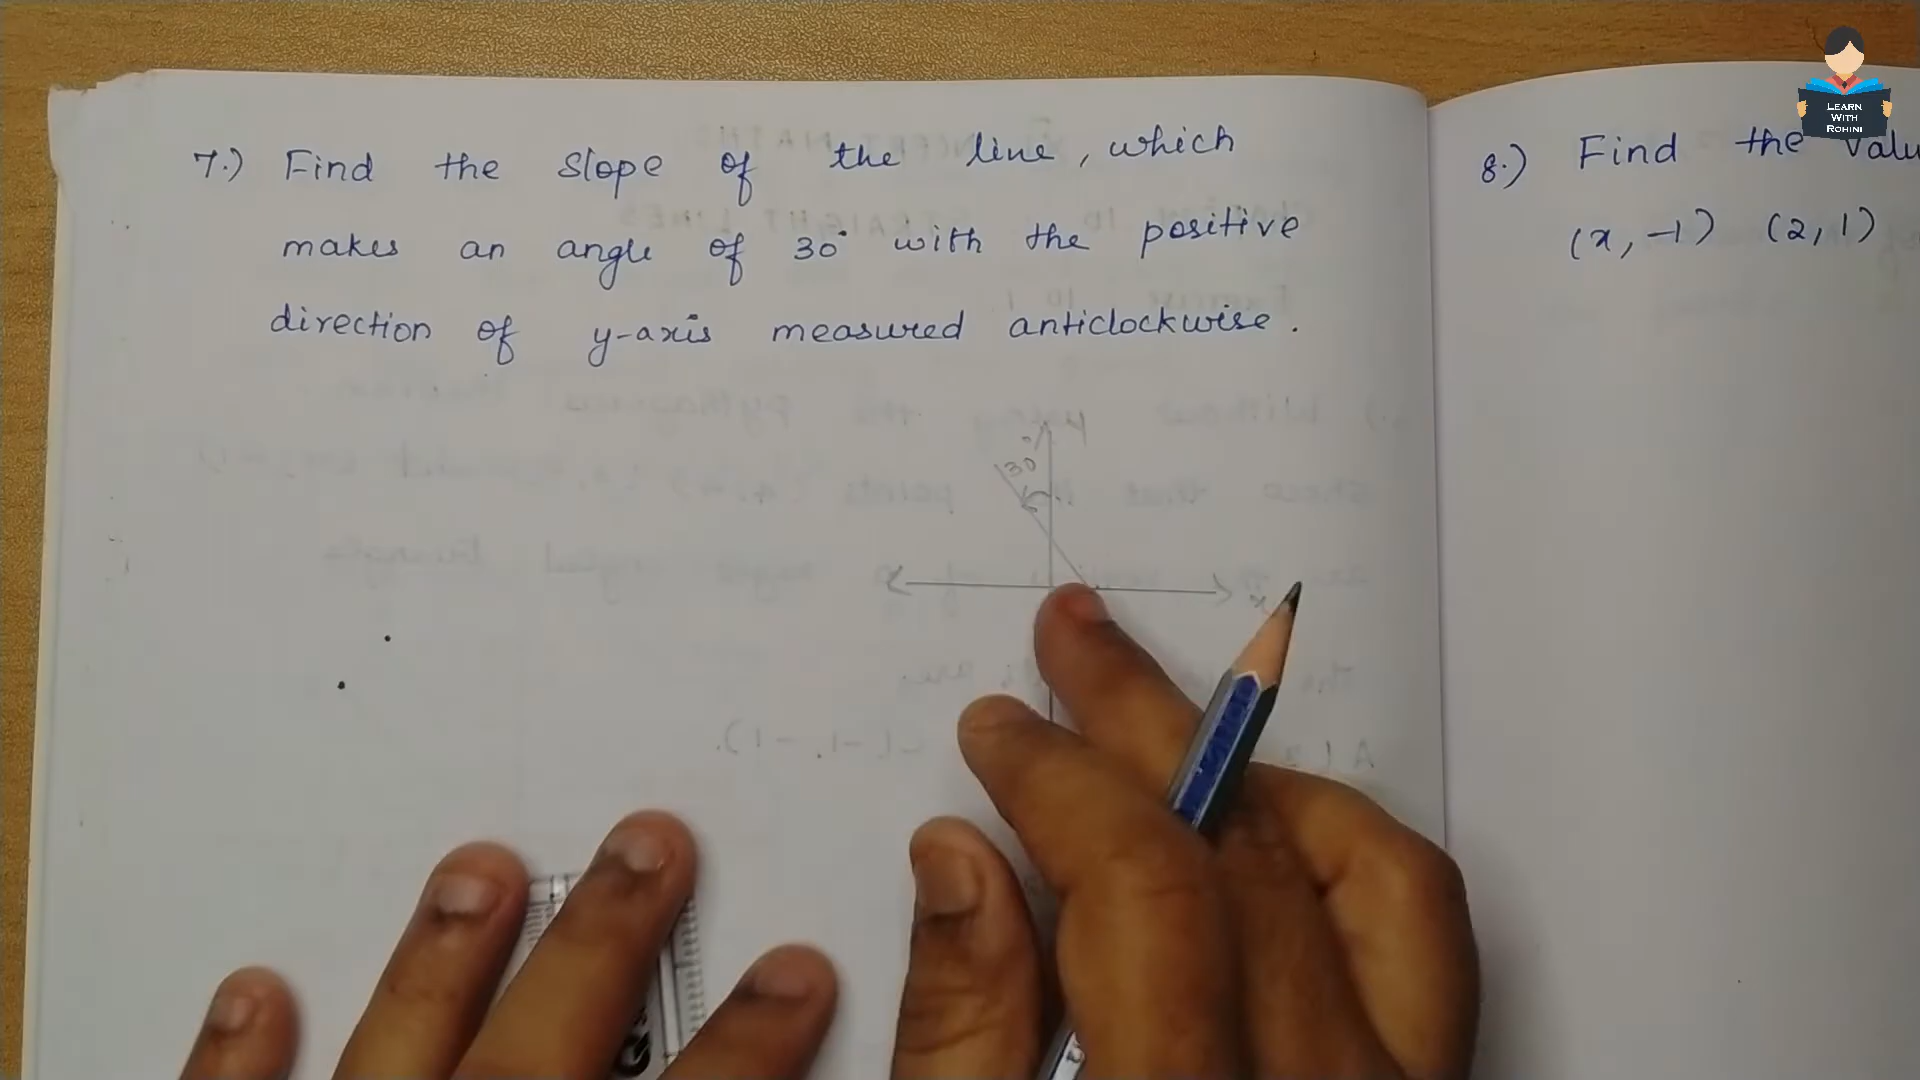 7.) Find the slope of the line, which
makes an angle of 30° with the positive
direction of y-axis measured anticlockwise.
y
30°
x
8.) Find the valu
(x, -1) (2, 1)
LEARN
WITH
ROHINI